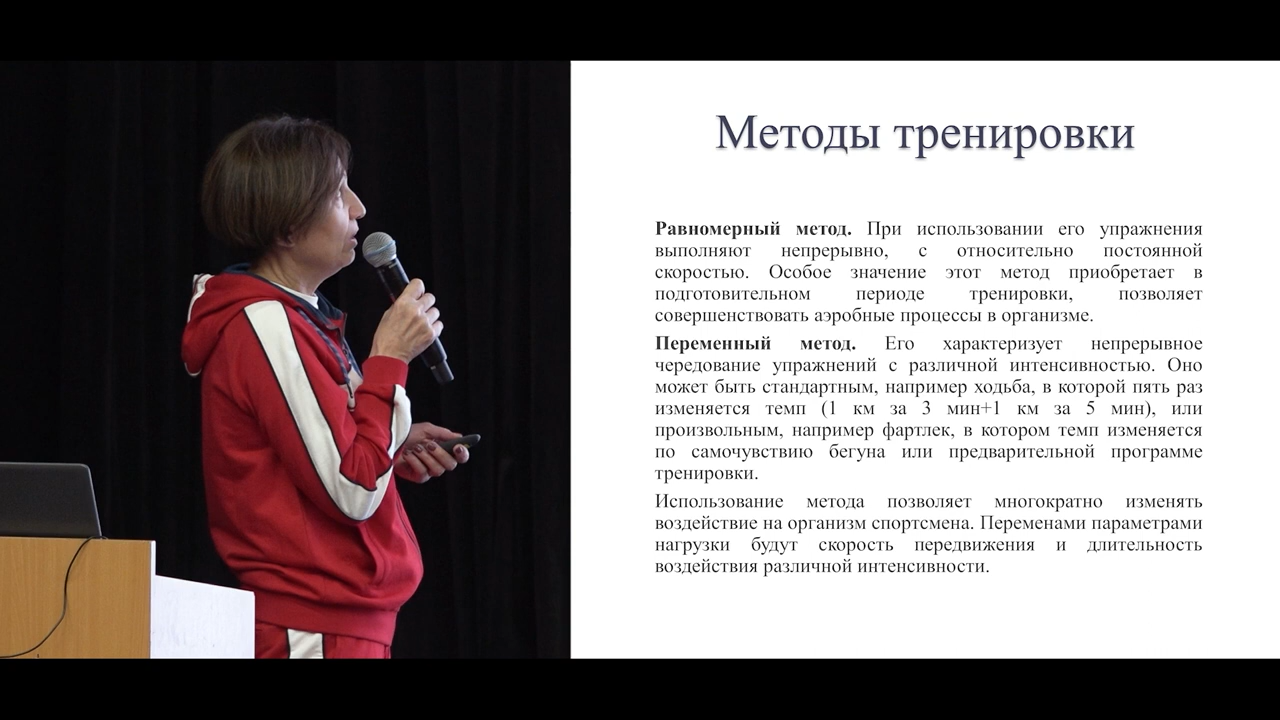 Методы тренировки
Равномерный метод. При использовании его упражнения
выполняют непрерывно, с относительно постоянной
скоростью. Особое значение этот метод приобретает в
подготовительном периоде тренировки, позволяет
совершенствовать аэробные процессы в организме.
Переменный метод. Его характеризует непрерывное
чередование упражнений с различной интенсивностью. Оно
может быть стандартным, например ходьба, в которой пять раз
изменяется темп (1 км за 3 мин+1 км за 5 мин), или
произвольным, например фартлек, в котором темп изменяется
по самочувствию бегуна или предварительной программе
тренировки.
Использование метода позволяет многократно изменять
воздействие на организм спортсмена. Переменами параметрами
нагрузки будут скорость передвижения и длительность
воздействия различной интенсивности.